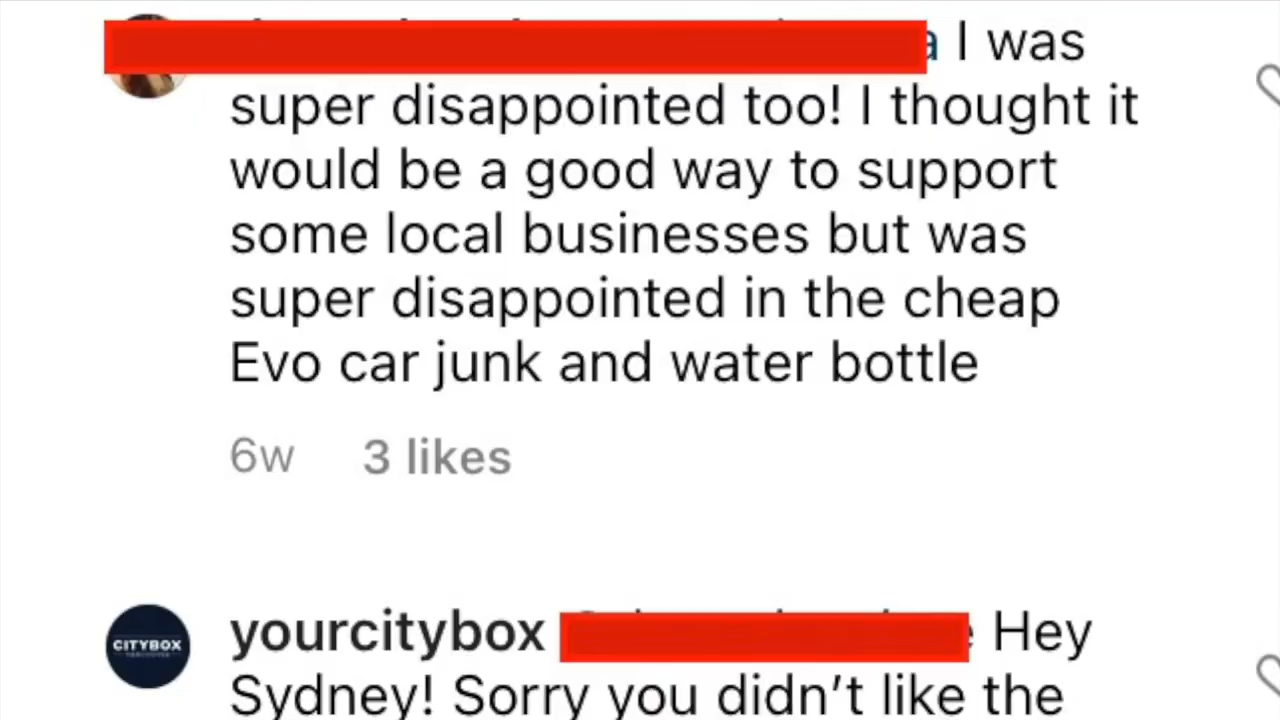 I was
super disappointed too! I thought it
would be a good way to support
some local businesses but was
super disappointed in the cheap
Evo car junk and water bottle
6w 3 likes
CITYBOX
yourcitybox Hey
Sydney! Sorry you didn't like the